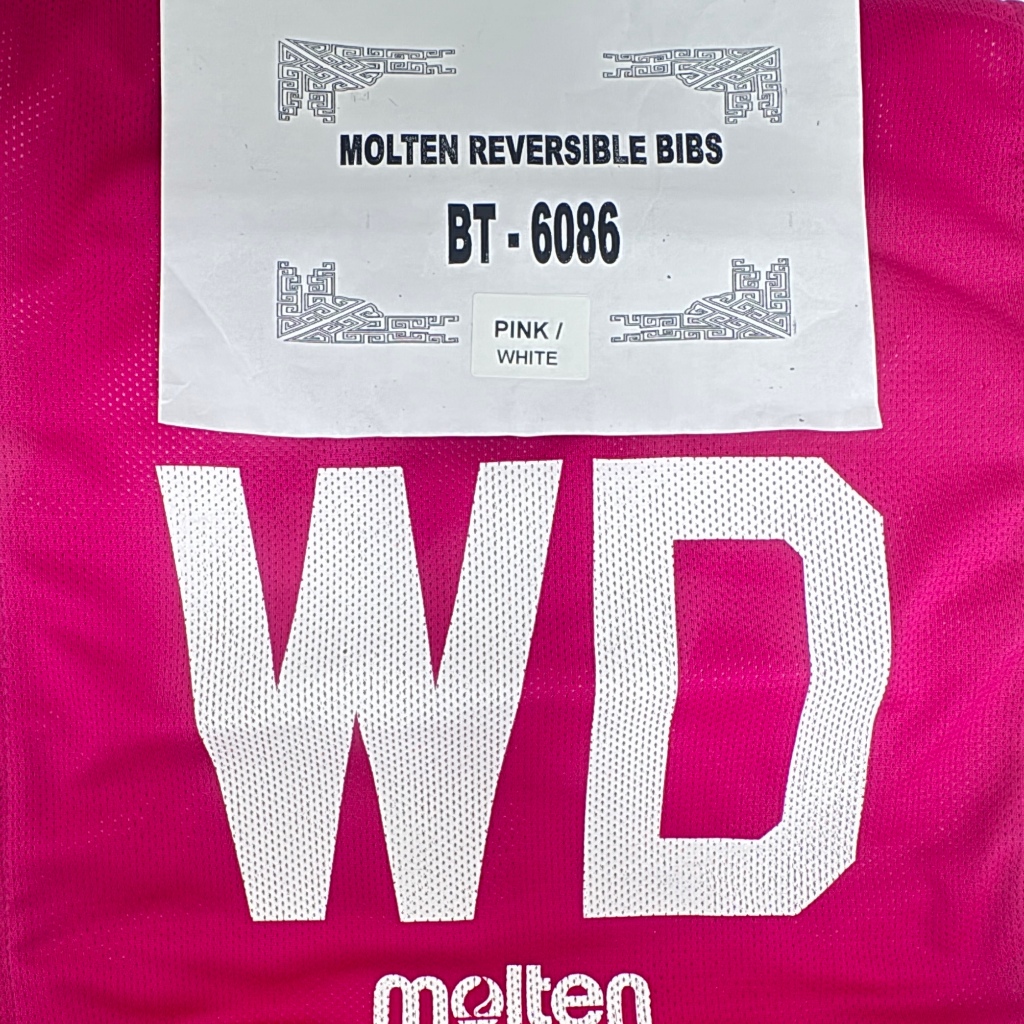 MOLTEN REVERSIBLE BIBS
BT - 6086
PINK /
WHITE
WD
molten